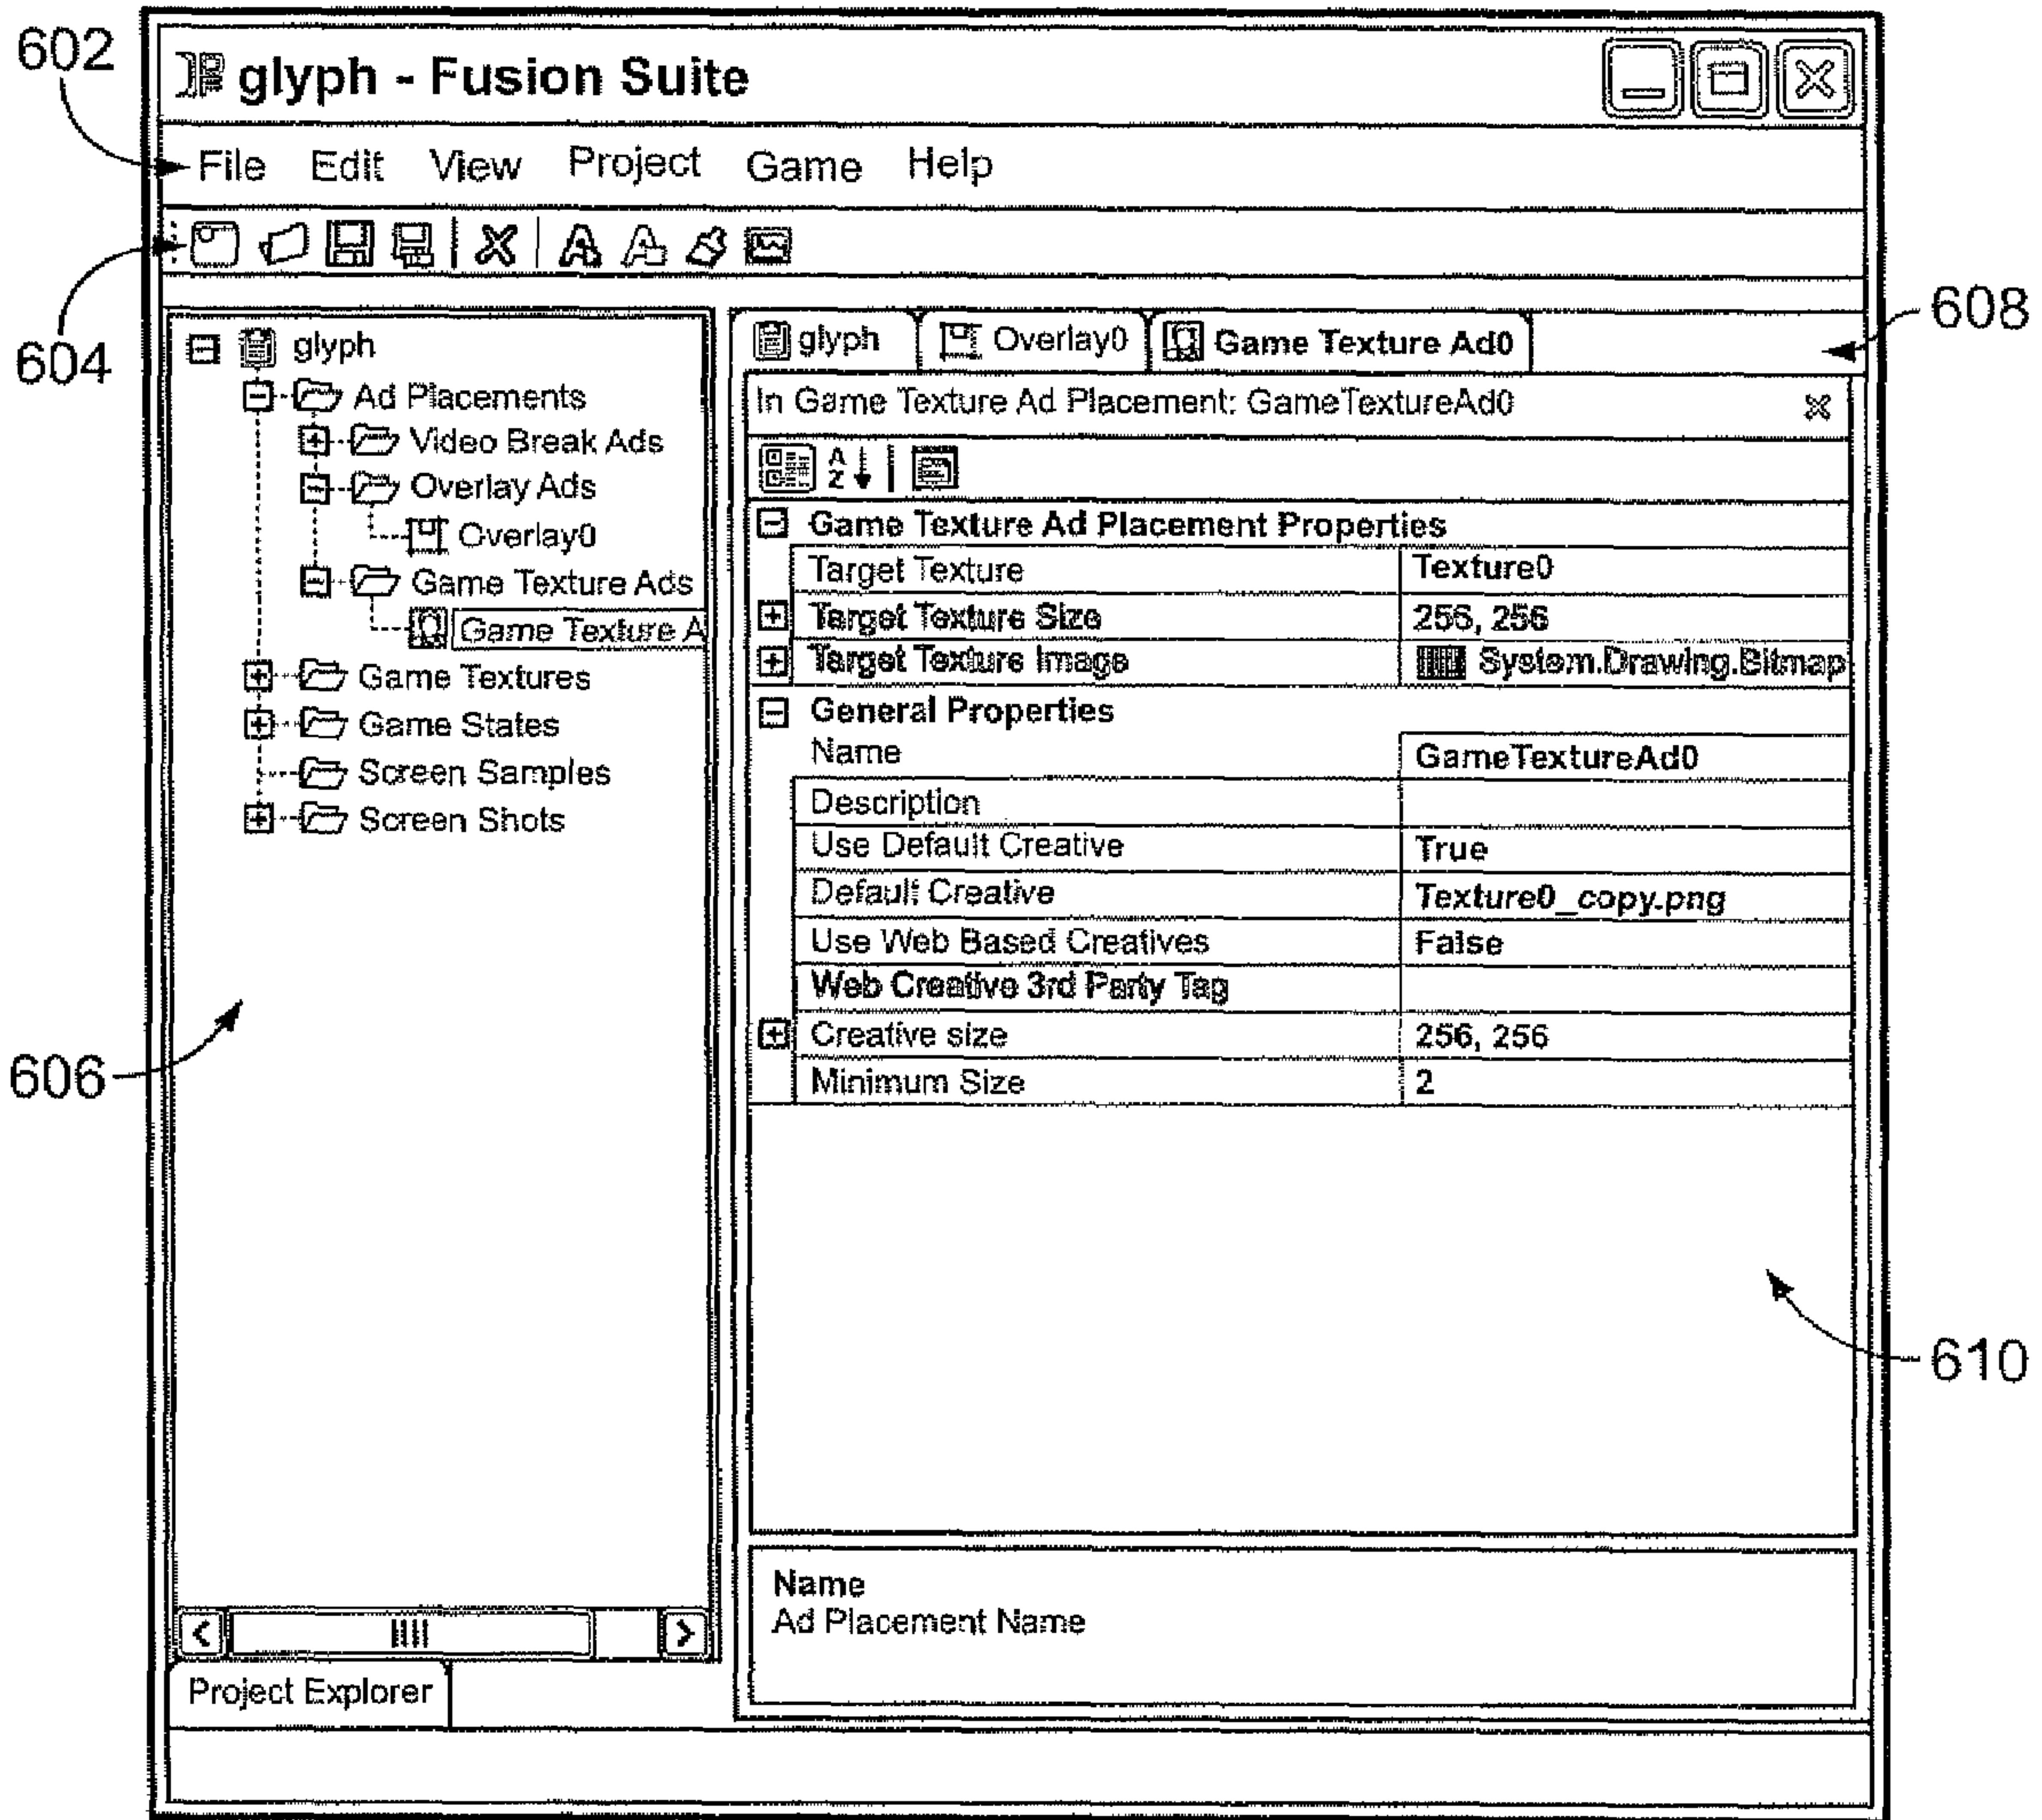 602
glyph - Fusion Suite
File Edit View Project Game Help
604
608
glyph
Ad Placements
Video Break Ads
Overlay Ads
Overlay0
Game Texture Ads
Game Texture A
Game Textures
Game States
Screen Samples
Screen Shots
606
Project Explorer
glyph Overlay0 Game Texture Ad0
In Game Texture Ad Placement: GameTextureAd0
A
Z
Game Texture Ad Placement Properties
Target Texture Texture0
Target Texture Size 256, 256
Target Texture Image System.Drawing.Bitmap
General Properties
Name GameTextureAd0
Description
Use Default Creative True
Default Creative Texture0_copy.png
Use Web Based Creatives False
Web Creative 3rd Party Tag
Creative size 256, 256
Minimum Size 2
610
Name
Ad Placement Name